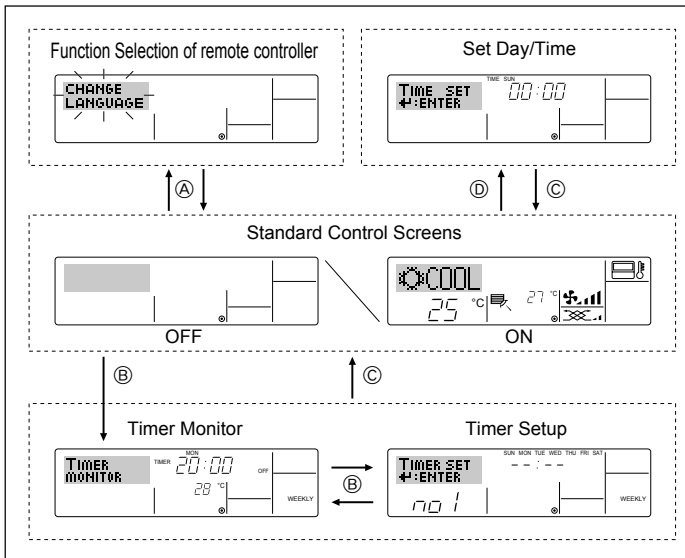 Function Selection of remote controller
CHANGE
LANGUAGE
Set Day/Time
TIME SUN
TIME SET 00:00
↵:ENTER
Ⓐ
Ⓓ Ⓒ
Standard Control Screens
COOL
25 °C 27 °C
OFF ON
Ⓑ Ⓒ
Timer Monitor
MON
TIMER MONITOR TIMER 20:00 OFF
28 °C
WEEKLY
Ⓑ
Timer Setup
SUN MON TUE WED THU FRI SAT
TIMER SET --:--
↵:ENTER
no 1 WEEKLY